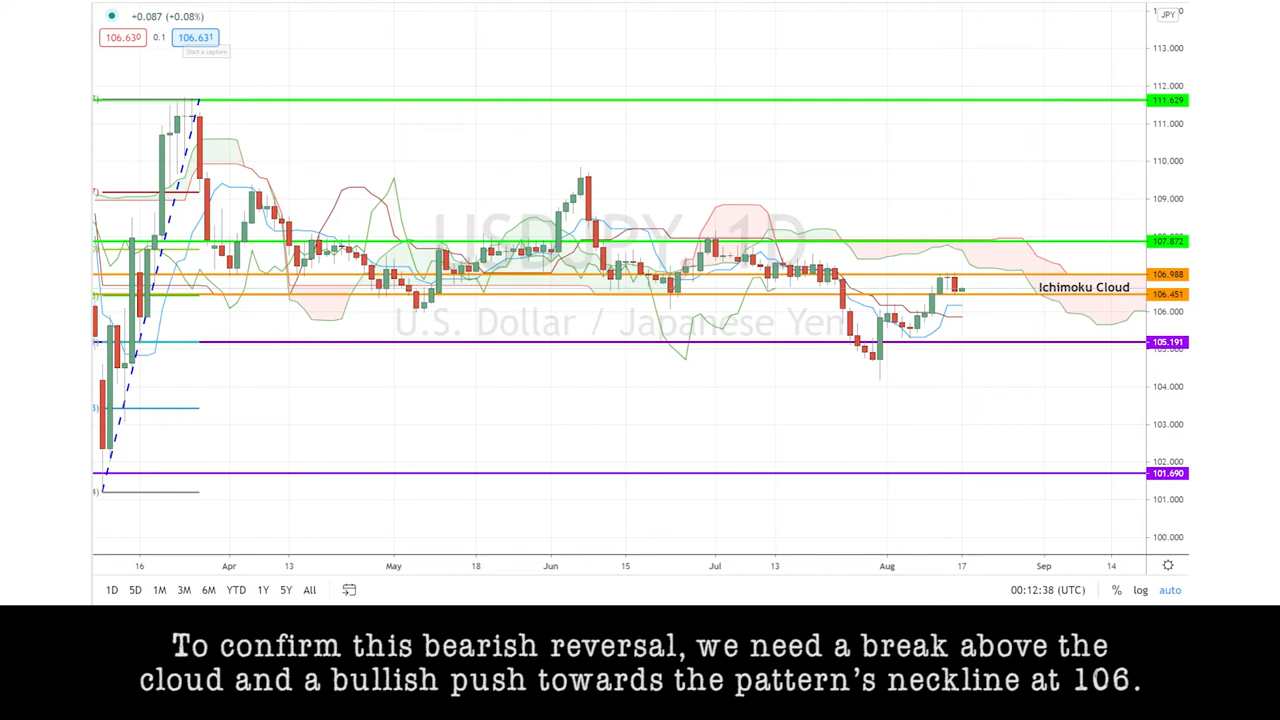 +0.087 (+0.08%)
JPY
106.63⁰ 0.1 106.63¹
Start a capture
113.000
112.000
111.629
111.000
110.000
109.000
USDJPY, 1D
107.872
106.988
Ichimoku Cloud
106.451
106.000
U.S. Dollar / Japanese Yen
105.191
104.000
103.000
102.000
101.690
101.000
100.000
16 Apr 13 May 18 Jun 15 Jul 13 Aug 17 Sep 14
1D 5D 1M 3M 6M YTD 1Y 5Y All 00:12:38 (UTC) % log auto
To confirm this bearish reversal, we need a break above the
cloud and a bullish push towards the pattern's neckline at 106.